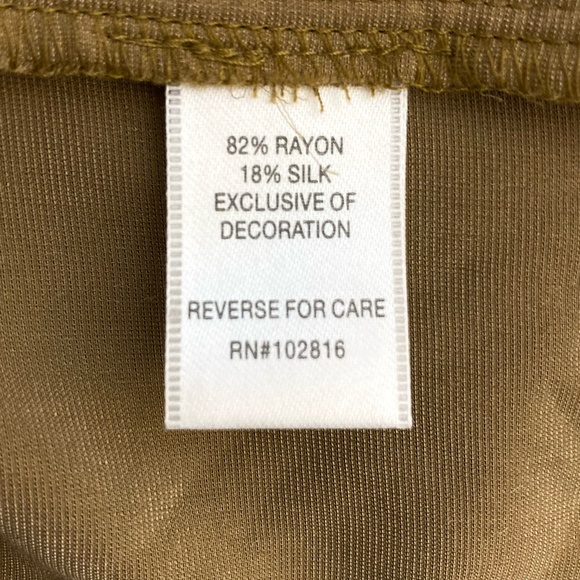 82% RAYON
18% SILK
EXCLUSIVE OF
DECORATION
REVERSE FOR CARE
RN#102816